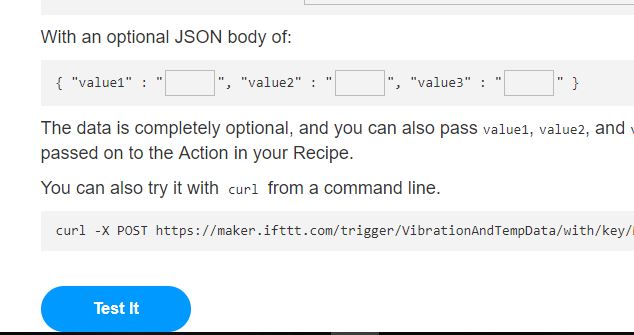 With an optional JSON body of:
{ "value1" : "", "value2" : "", "value3" : "" }
The data is completely optional, and you can also pass value1, value2, and
passed on to the Action in your Recipe.
You can also try it with curl from a command line.
curl -X POST https://maker.ifttt.com/trigger/VibrationAndTempData/with/key/
Test It